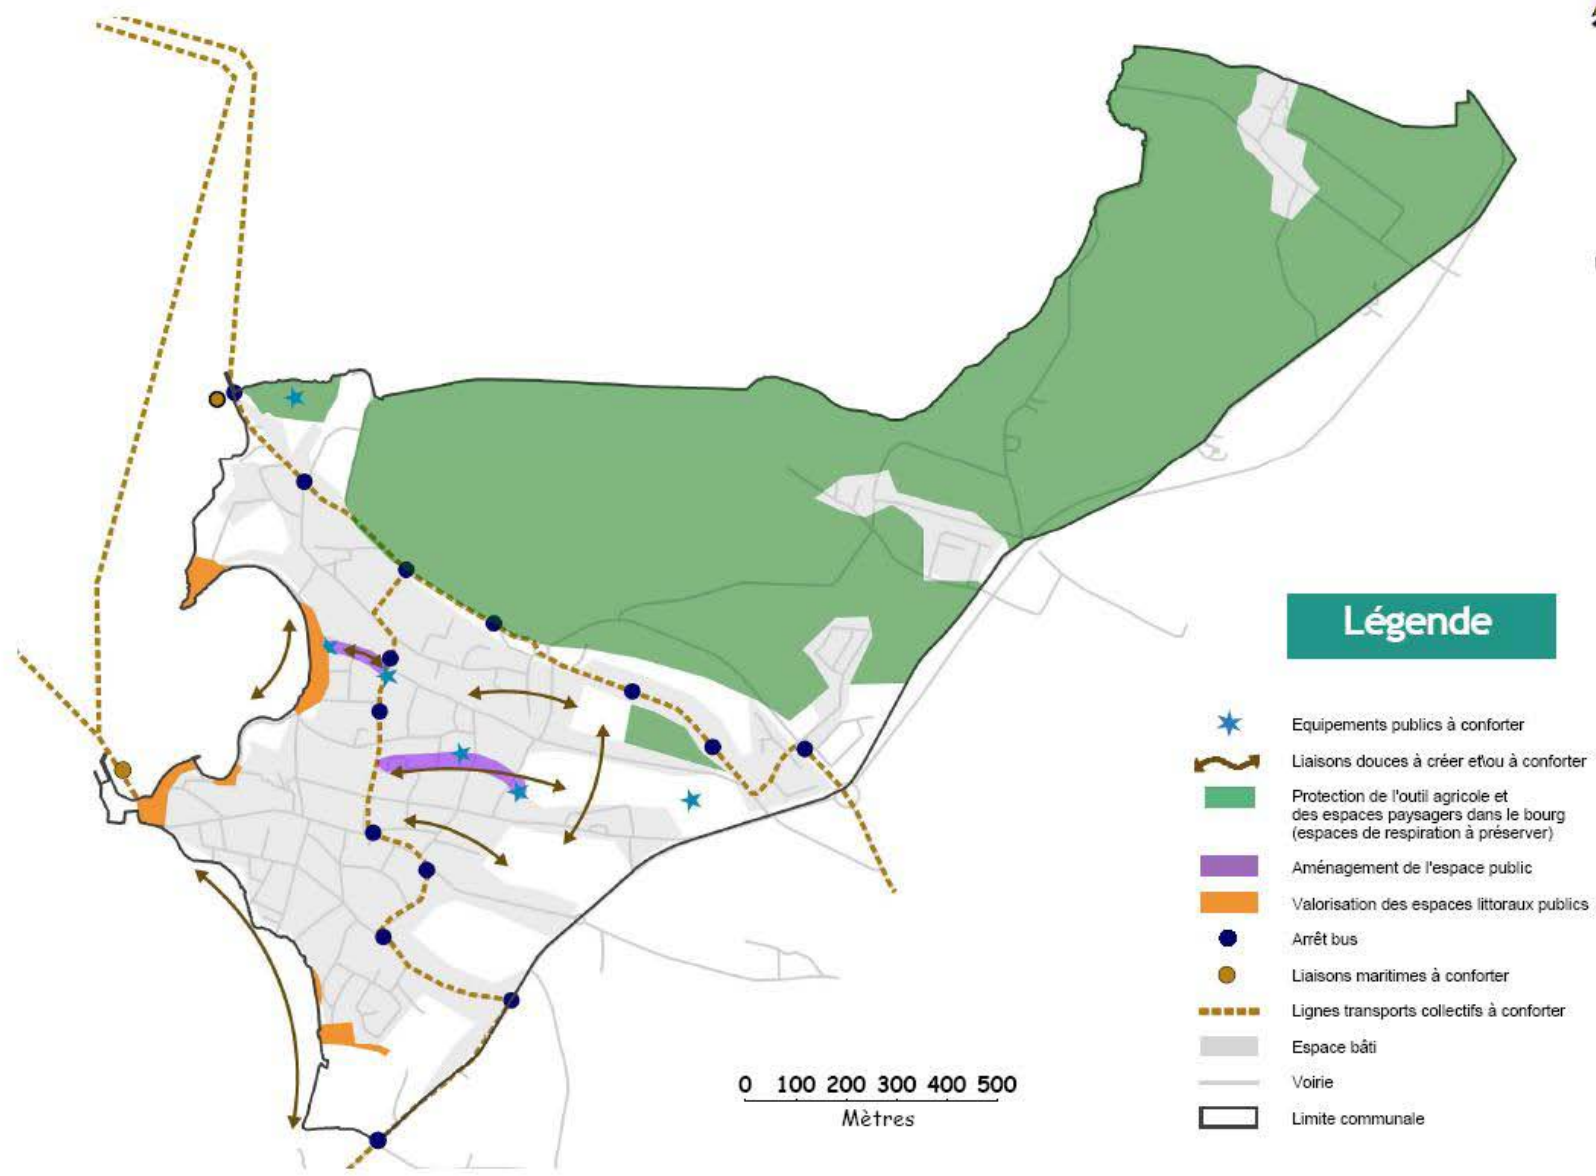 Légende
Equipements publics à conforter
Liaisons douces à créer et\ou à conforter
Protection de l'outil agricole et
des espaces paysagers dans le bourg
(espaces de respiration à préserver)
Aménagement de l'espace public
Valorisation des espaces littoraux publics
Arrêt bus
Liaisons maritimes à conforter
Lignes transports collectifs à conforter
Espace bâti
Voirie
Limite communale
0 100 200 300 400 500
Mètres